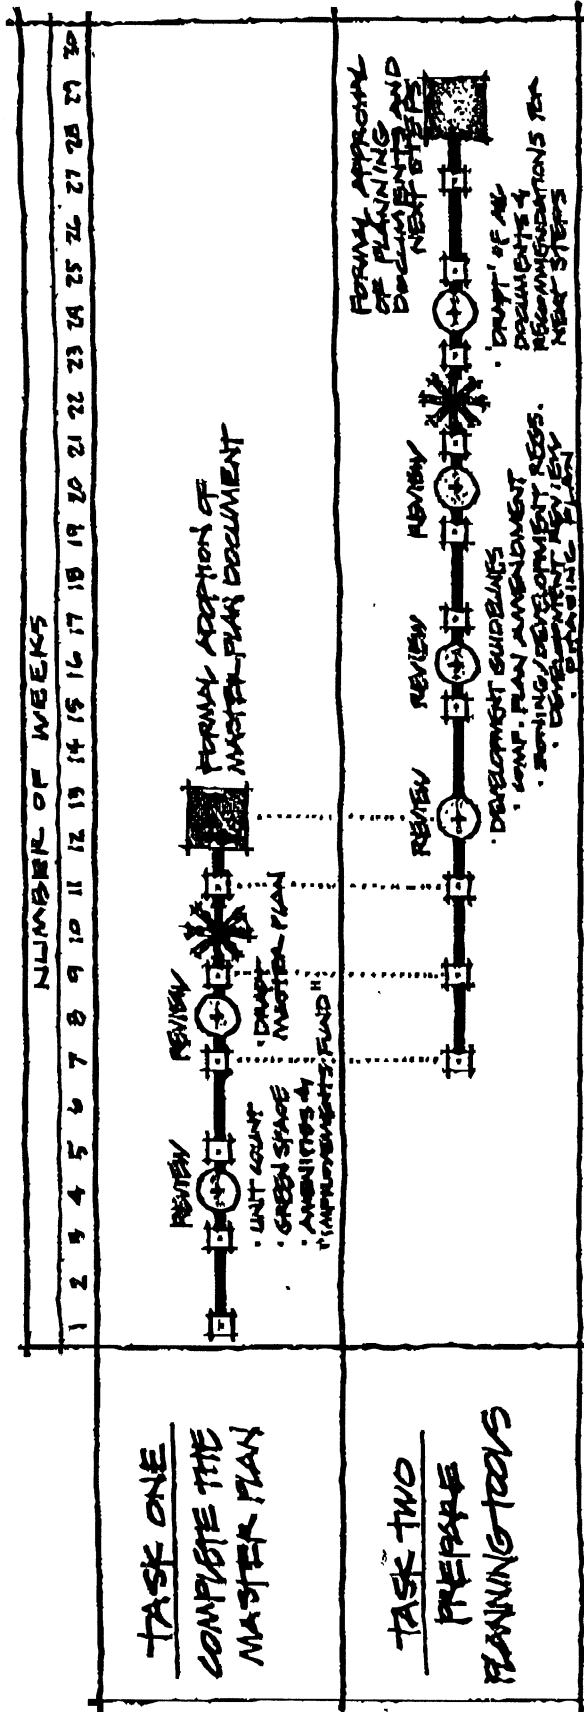 NUMBER OF WEEKS
1 2 3 4 5 6 7 8 9 10 11 12 13 14 15 16 17 18 19 20 21 22 23 24 25 26 27 28 29 30
TASK ONE
COMPLETE THE
MASTER PLAN
REVIEW
REVIEW
· UNIT COUNT
· GREEN SPACE
· AMENITIES &
"IMPROVEMENTS FUND"
· DRAFT
MASTER PLAN
FORMAL ADOPTION OF
MASTER PLAN DOCUMENT
TASK TWO
PREPARE
PLANNING TOOLS
REVIEW
REVIEW
REVIEW
· DEVELOPMENT GUIDELINES
· COMP. PLAN AMENDMENT
· ZONING/DEVELOPMENT REGS.
· DEVELOPMENT REVIEW
· PHASING PLAN
· "DRAFT" OF ALL
DOCUMENTS &
RECOMMENDATIONS FOR
NEXT STEPS
FORMAL APPROVAL
OF PLANNING
DOCUMENTS AND
NEXT STEPS